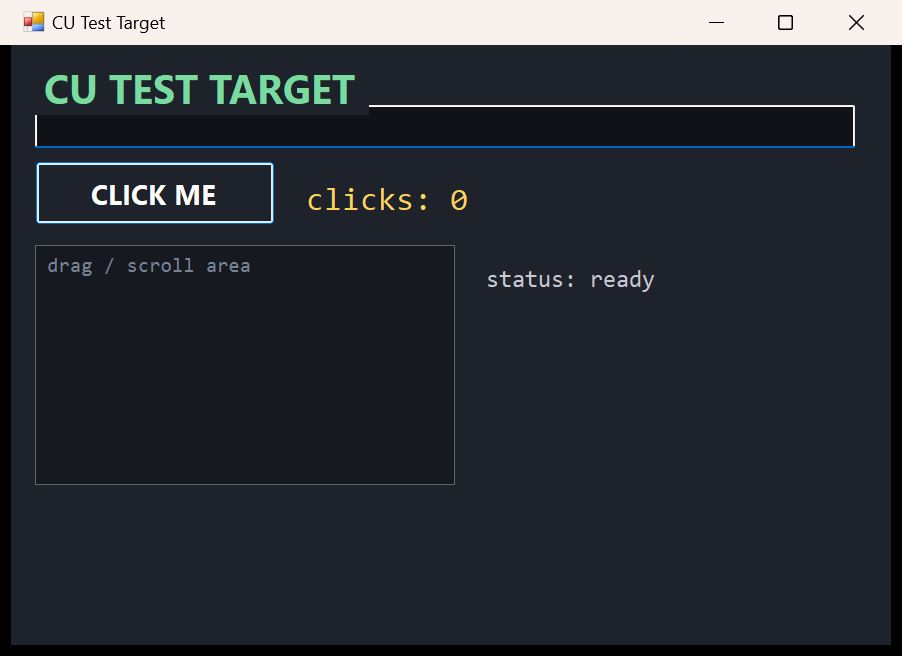 CU Test Target
CU TEST TARGET
CLICK ME
clicks: 0
drag / scroll area
status: ready